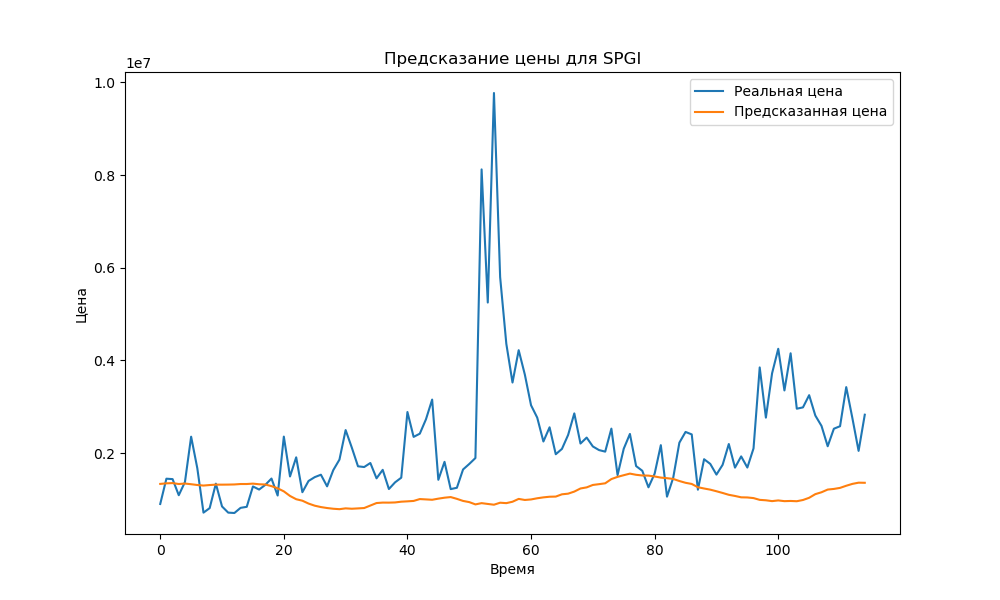 Предсказание цены для SPGI
1e7
Реальная цена
Предсказанная цена
1.0
0.8
0.6
0.4
0.2
Цена
0 20 40 60 80 100
Время